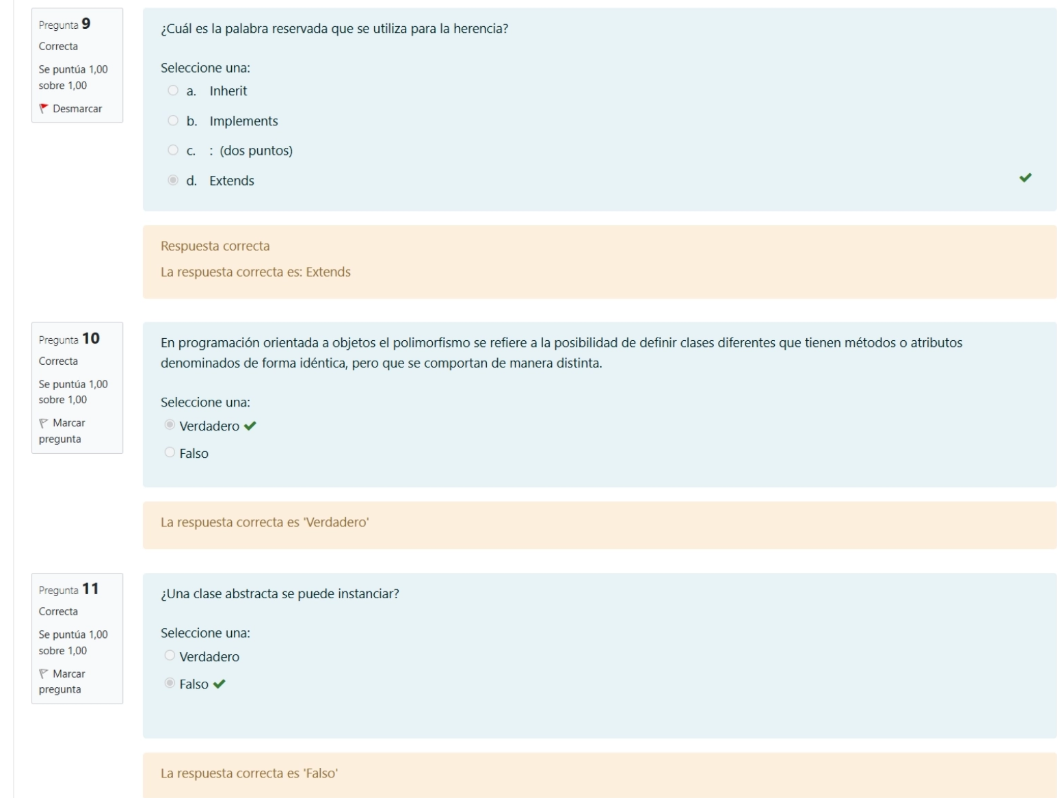 Pregunta 9
Correcta
Se puntúa 1,00
sobre 1,00
Desmarcar
¿Cuál es la palabra reservada que se utiliza para la herencia?
Seleccione una:
a. Inherit
b. Implements
c. : (dos puntos)
d. Extends
Respuesta correcta
La respuesta correcta es: Extends
Pregunta 10
Correcta
Se puntúa 1,00
sobre 1,00
Marcar
pregunta
En programación orientada a objetos el polimorfismo se refiere a la posibilidad de definir clases diferentes que tienen métodos o atributos
denominados de forma idéntica, pero que se comportan de manera distinta.
Seleccione una:
Verdadero
Falso
La respuesta correcta es 'Verdadero'
Pregunta 11
Correcta
Se puntúa 1,00
sobre 1,00
Marcar
pregunta
¿Una clase abstracta se puede instanciar?
Seleccione una:
Verdadero
Falso
La respuesta correcta es 'Falso'